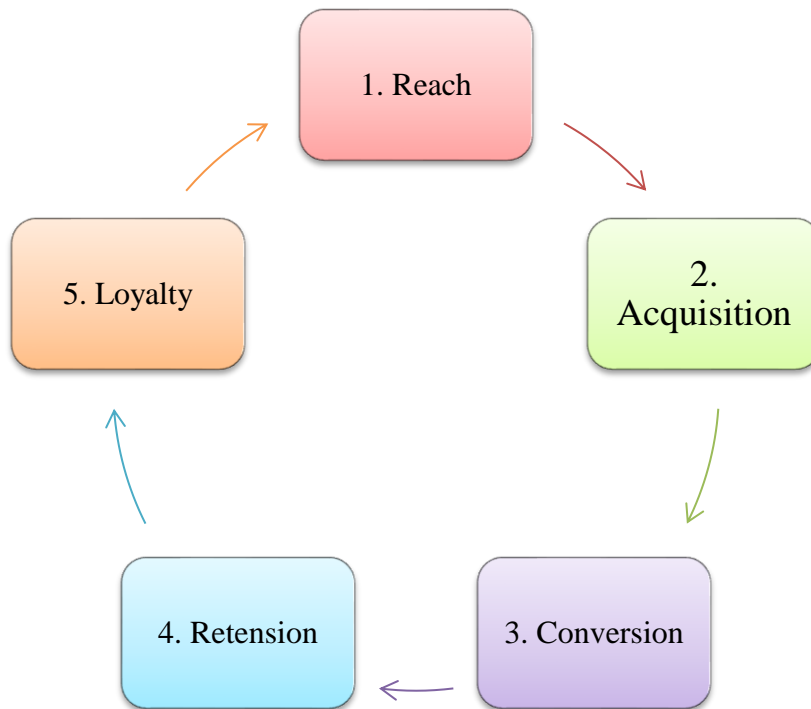 1. Reach
2.
Acquisition
3. Conversion
4. Retension
5. Loyalty